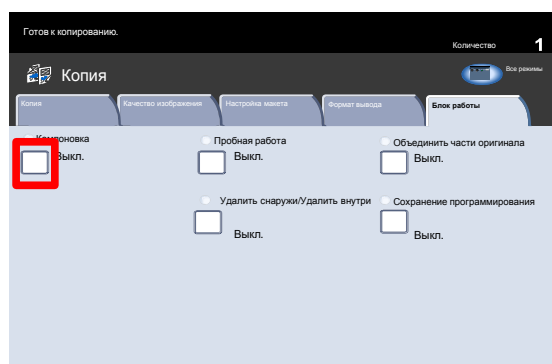 Готов к копированию.
Количество 1
Копия
Все режимы
Копия Качество изображения Настройка макета Формат вывода Блок работы
Компоновка Пробная работа Объединить части оригинала
Выкл. Выкл. Выкл.
Удалить снаружи/Удалить внутри Сохранение программирования
Выкл. Выкл.